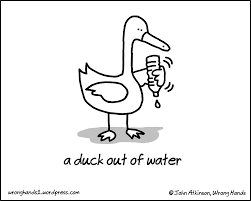 a duck out of water
wronghands1.wordpress.com
© John Atkinson, Wrong Hands